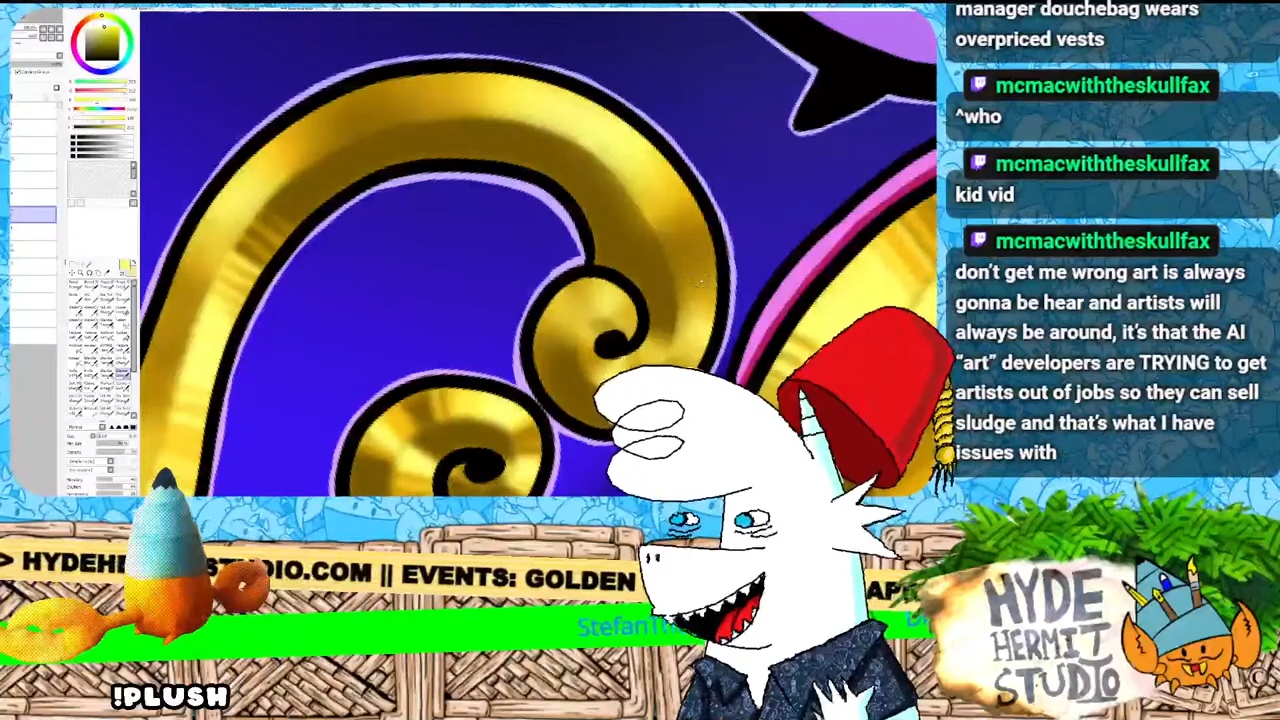 manager douchebag wears
overpriced vests
mcmacwiththeskullfax
^who
mcmacwiththeskullfax
kid vid
mcmacwiththeskullfax
don't get me wrong art is always
gonna be hear and artists will
always be around, it's that the AI
“art” developers are TRYING to get
artists out of jobs so they can sell
sludge and that's what I have
issues with
> HYDEHE STUDIO.COM || EVENTS: GOLDEN AP
StefanTh
HYDE
HERMIT
STUDIO
!PLUSH